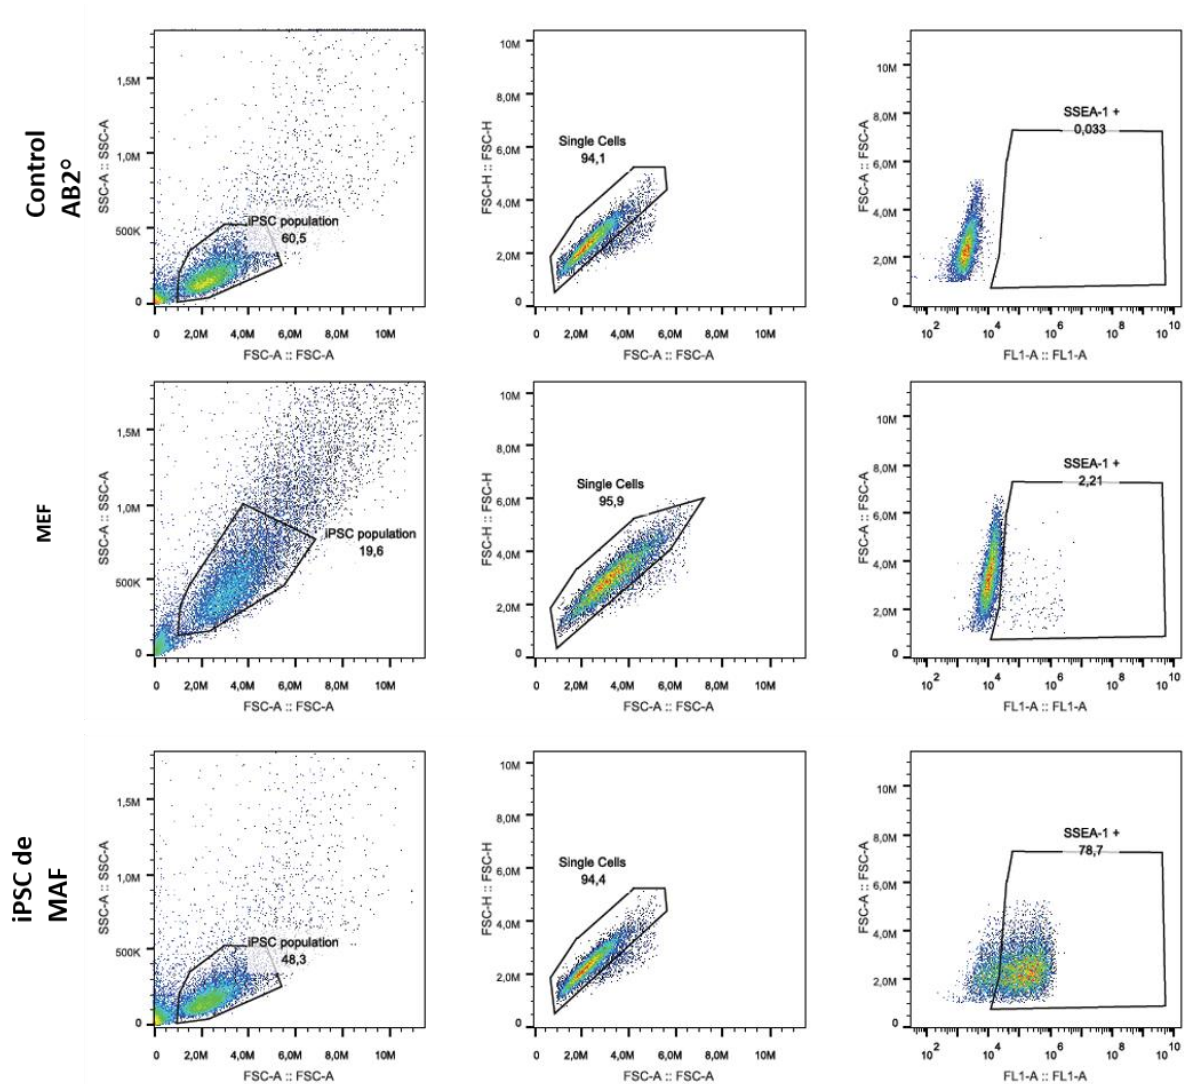 Control
AB2°
SSC-A :: SSC-A
1,5M
1,0M
500K
0
iPSC population
60,5
0 2,0M 4,0M 6,0M 8,0M 10M
FSC-A :: FSC-A
FSC-H :: FSC-H
10M
8,0M
6,0M
4,0M
2,0M
0
Single Cells
94,1
0 2,0M 4,0M 6,0M 8,0M 10M
FSC-A :: FSC-A
FSC-A :: FSC-A
10M
8,0M
6,0M
4,0M
2,0M
0
SSEA-1 +
0,033
10^2 10^4 10^6 10^8 10^10
FL1-A :: FL1-A
MEF
SSC-A :: SSC-A
1,5M
1,0M
500K
0
iPSC population
19,6
0 2,0M 4,0M 6,0M 8,0M 10M
FSC-A :: FSC-A
FSC-H :: FSC-H
10M
8,0M
6,0M
4,0M
2,0M
0
Single Cells
95,9
0 2,0M 4,0M 6,0M 8,0M 10M
FSC-A :: FSC-A
FSC-A :: FSC-A
10M
8,0M
6,0M
4,0M
2,0M
0
SSEA-1 +
2,21
10^2 10^4 10^6 10^8 10^10
FL1-A :: FL1-A
iPSC de
MAF
SSC-A :: SSC-A
1,5M
1,0M
500K
0
iPSC population
48,3
0 2,0M 4,0M 6,0M 8,0M 10M
FSC-A :: FSC-A
FSC-H :: FSC-H
10M
8,0M
6,0M
4,0M
2,0M
0
Single Cells
94,4
0 2,0M 4,0M 6,0M 8,0M 10M
FSC-A :: FSC-A
FSC-A :: FSC-A
10M
8,0M
6,0M
4,0M
2,0M
0
SSEA-1 +
78,7
10^2 10^4 10^6 10^8 10^10
FL1-A :: FL1-A